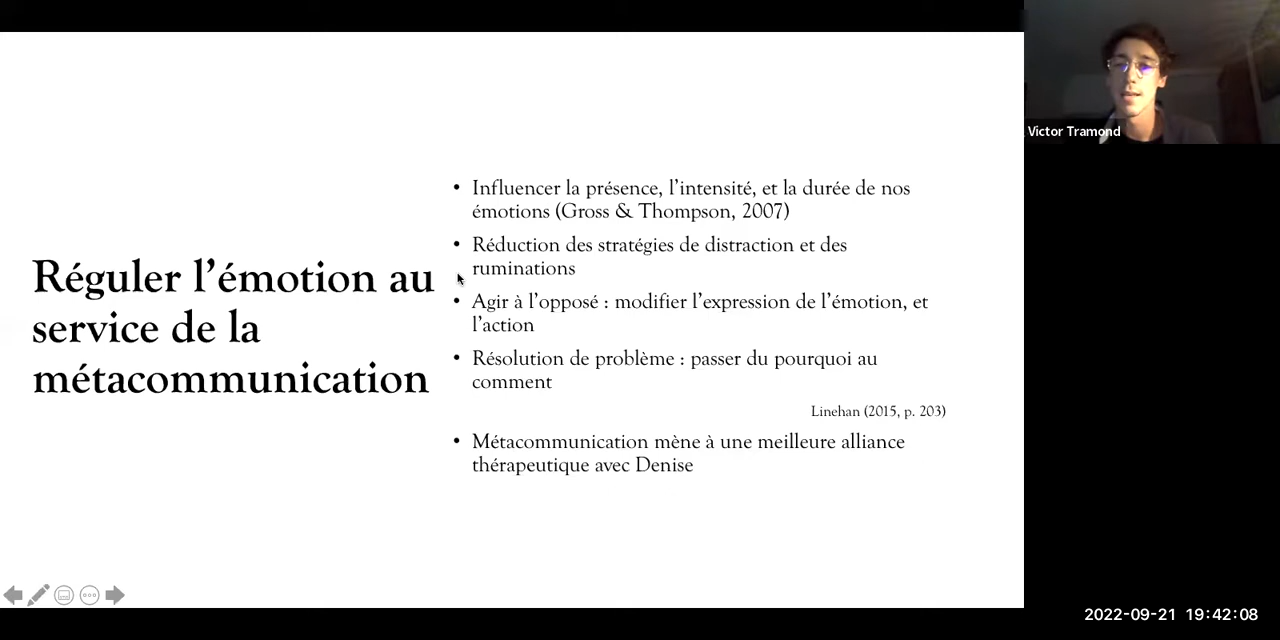 Réguler l'émotion au
service de la
métacommunication
• Influencer la présence, l'intensité, et la durée de nos
émotions (Gross & Thompson, 2007)
• Réduction des stratégies de distraction et des
ruminations
• Agir à l'opposé : modifier l'expression de l'émotion, et
l'action
• Résolution de problème : passer du pourquoi au
comment
Linehan (2015, p. 203)
• Métacommunication mène à une meilleure alliance
thérapeutique avec Denise
Victor Tramond
2022-09-21 19:42:08